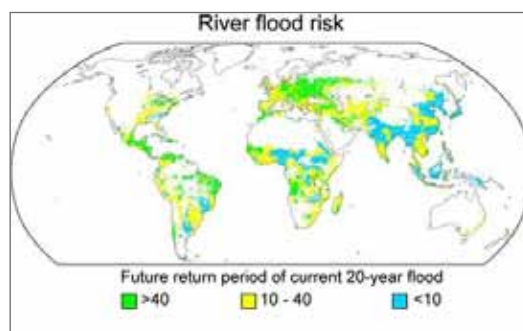 River flood risk
Future return period of current 20-year flood
>40 10 - 40 <10